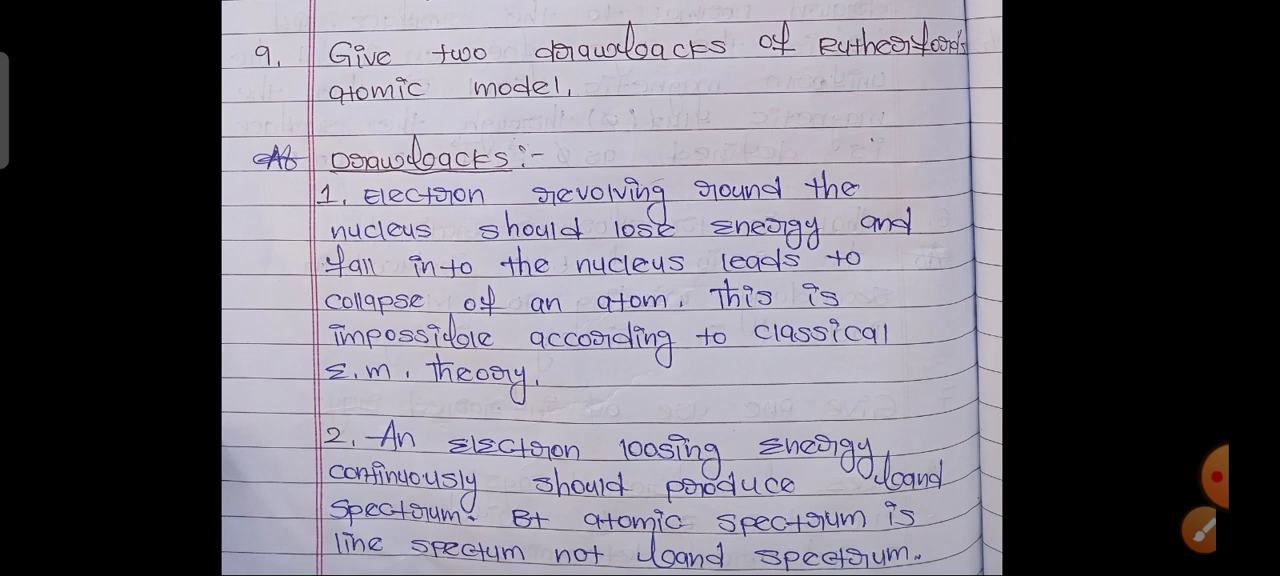 9. Give two drawbacks of Rutherford's
atomic model.
Drawbacks :-
1. Electron revolving round the
nucleus should lose energy and
fall in to the nucleus leads to
collapse of an atom. This is
impossible according to classical
E.m. Theory.
2. An Electron loosing Energy
continuously should produce band
spectrum. Bt atomic spectrum is
line spectum not band spectrum.